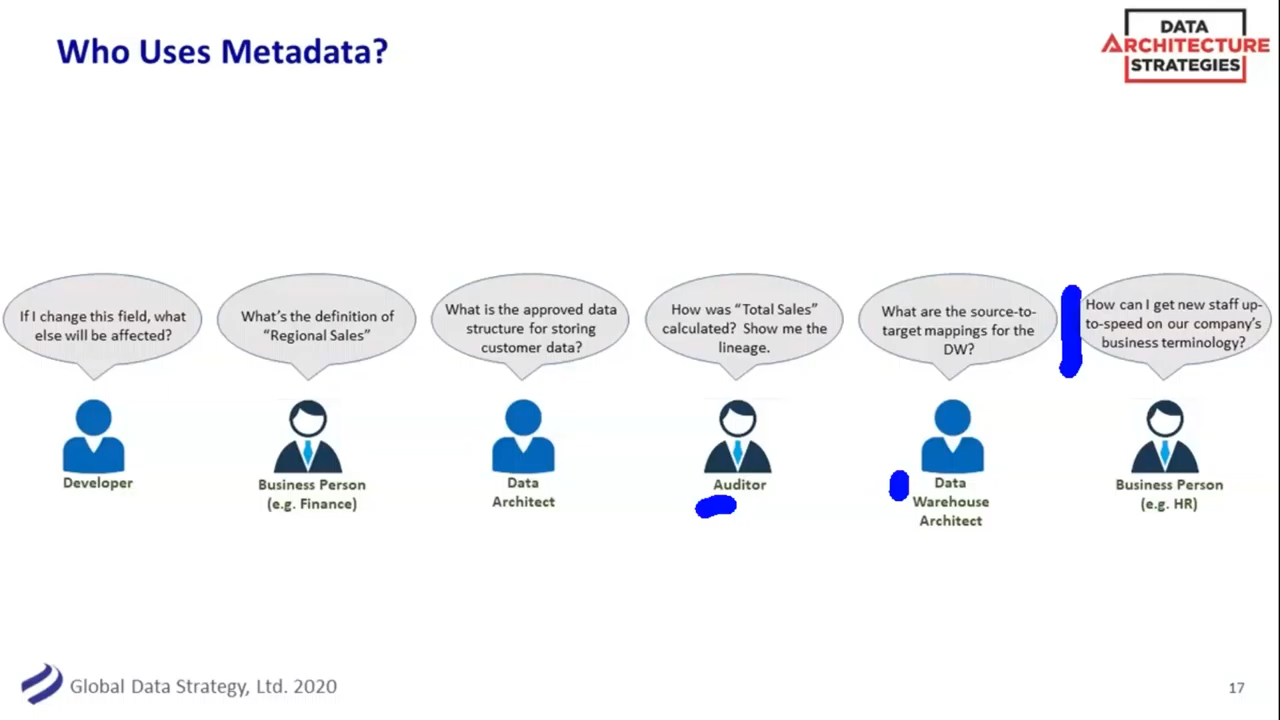 Who Uses Metadata?
DATA
ARCHITECTURE
STRATEGIES
If I change this field, what
else will be affected?
What's the definition of
"Regional Sales"
What is the approved data
structure for storing
customer data?
How was "Total Sales"
calculated? Show me the
lineage.
What are the source-to-
target mappings for the
DW?
How can I get new staff up-
to-speed on our company's
business terminology?
Developer
Business Person
(e.g. Finance)
Data
Architect
Auditor
Data
Warehouse
Architect
Business Person
(e.g. HR)
Global Data Strategy, Ltd. 2020
17